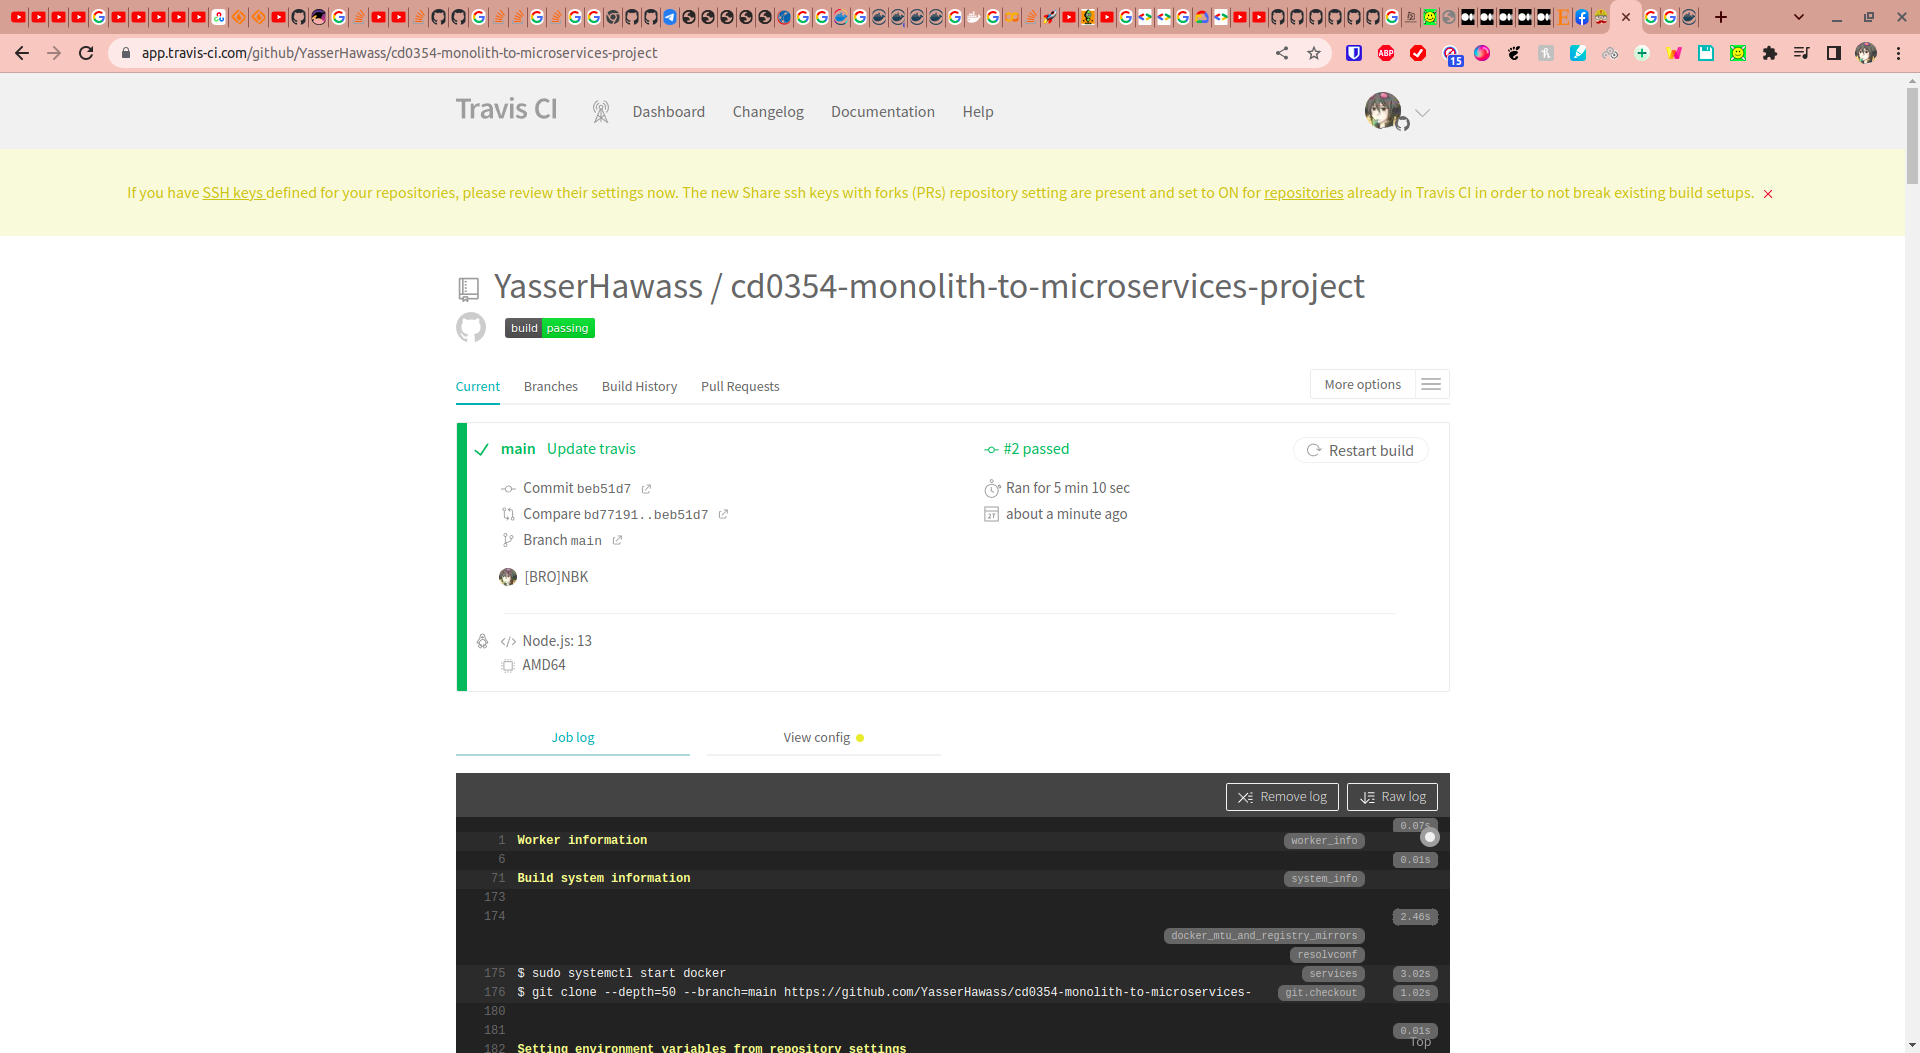 app.travis-ci.com/github/YasserHawass/cd0354-monolith-to-microservices-project
ABP
15
Travis CI
Dashboard
Changelog
Documentation
Help
If you have SSH keys defined for your repositories, please review their settings now. The new Share ssh keys with forks (PRs) repository setting are present and set to ON for repositories already in Travis CI in order to not break existing build setups.
YasserHawass / cd0354-monolith-to-microservices-project
build passing
Current
Branches
Build History
Pull Requests
More options
main Update travis
#2 passed
Restart build
Commit beb51d7
Ran for 5 min 10 sec
Compare bd77191..beb51d7
27 about a minute ago
Branch main
[BRO]NBK
</> Node.js: 13
AMD64
Job log
View config
Remove log
Raw log
0.07s
1 Worker information worker_info
6 0.01s
71 Build system information system_info
173
174 2.46s
docker_mtu_and_registry_mirrors
resolvconf
175 $ sudo systemctl start docker services 3.02s
176 $ git clone --depth=50 --branch=main https://github.com/YasserHawass/cd0354-monolith-to-microservices- git.checkout 1.02s
180
181 0.01s
Top
182 Setting environment variables from repository settings